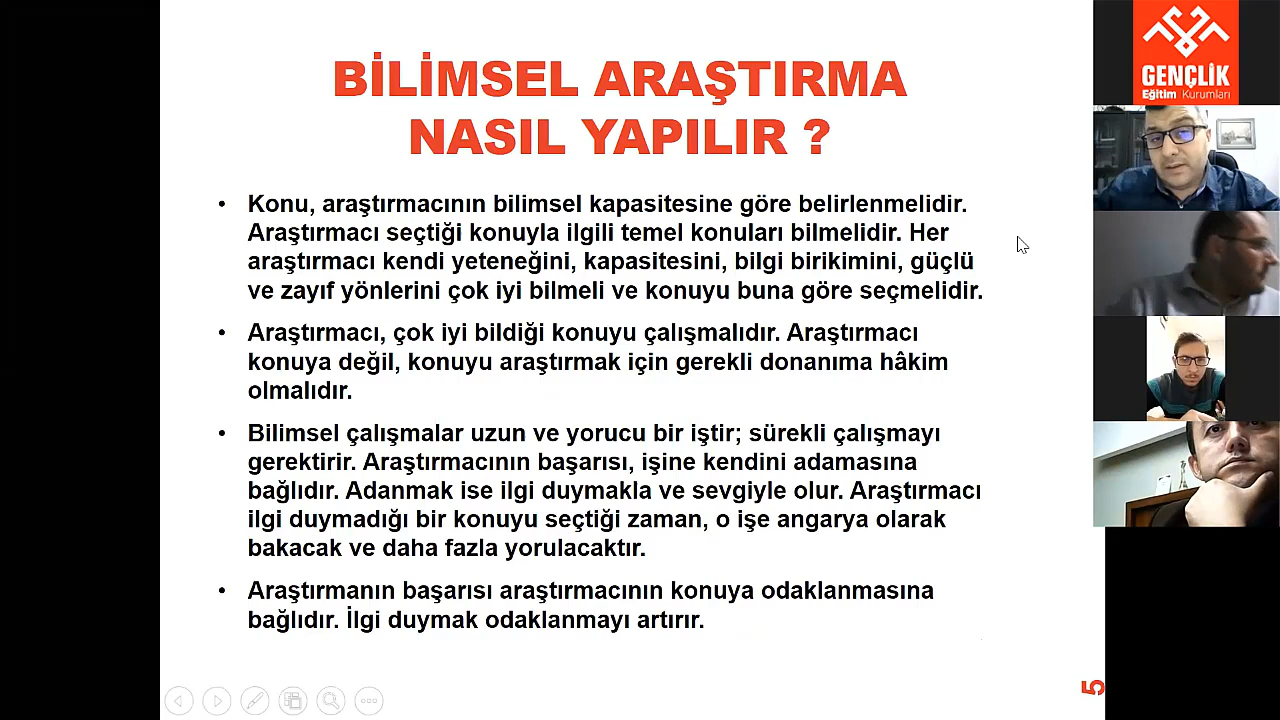 BİLİMSEL ARAŞTIRMA
NASIL YAPILIR ?
• Konu, araştırmacının bilimsel kapasitesine göre belirlenmelidir.
Araştırmacı seçtiği konuyla ilgili temel konuları bilmelidir. Her
araştırmacı kendi yeteneğini, kapasitesini, bilgi birikimini, güçlü
ve zayıf yönlerini çok iyi bilmeli ve konuyu buna göre seçmelidir.
• Araştırmacı, çok iyi bildiği konuyu çalışmalıdır. Araştırmacı
konuya değil, konuyu araştırmak için gerekli donanıma hâkim
olmalıdır.
• Bilimsel çalışmalar uzun ve yorucu bir iştir; sürekli çalışmayı
gerektirir. Araştırmacının başarısı, işine kendini adamasına
bağlıdır. Adanmak ise ilgi duymakla ve sevgiyle olur. Araştırmacı
ilgi duymadığı bir konuyu seçtiği zaman, o işe angarya olarak
bakacak ve daha fazla yorulacaktır.
• Araştırmanın başarısı araştırmacının konuya odaklanmasına
bağlıdır. İlgi duymak odaklanmayı artırır.
5
GENÇLİK
Eğitim Kurumları